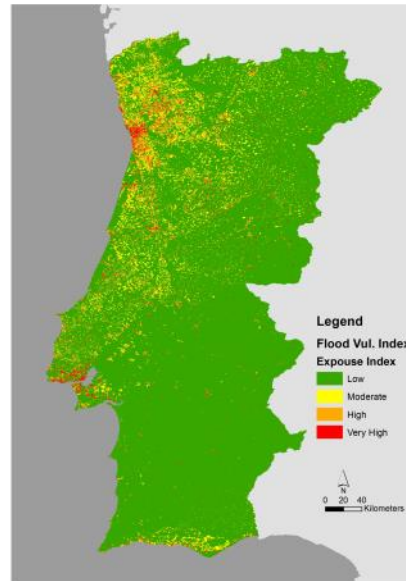 Legend
Flood Vul. Index
Expouse Index
Low
Moderate
High
Very High
N
0 20 40
Kilometers